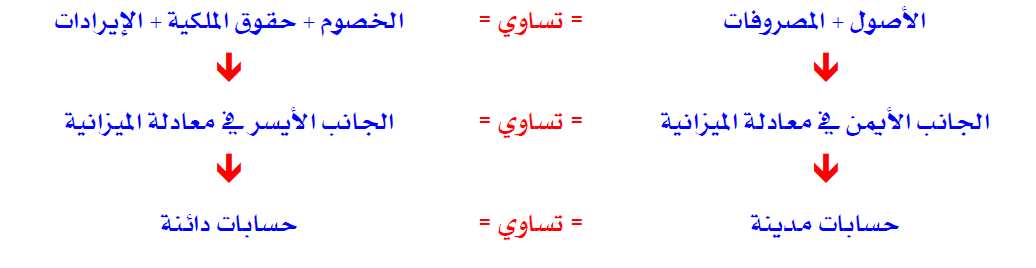 الأصول + المصروفات = تساوي = الخصوم + حقوق الملكية + الإيرادات
الجانب الأيمن في معادلة الميزانية = تساوي = الجانب الأيسر في معادلة الميزانية
حسابات مدينة = تساوي = حسابات دائنة